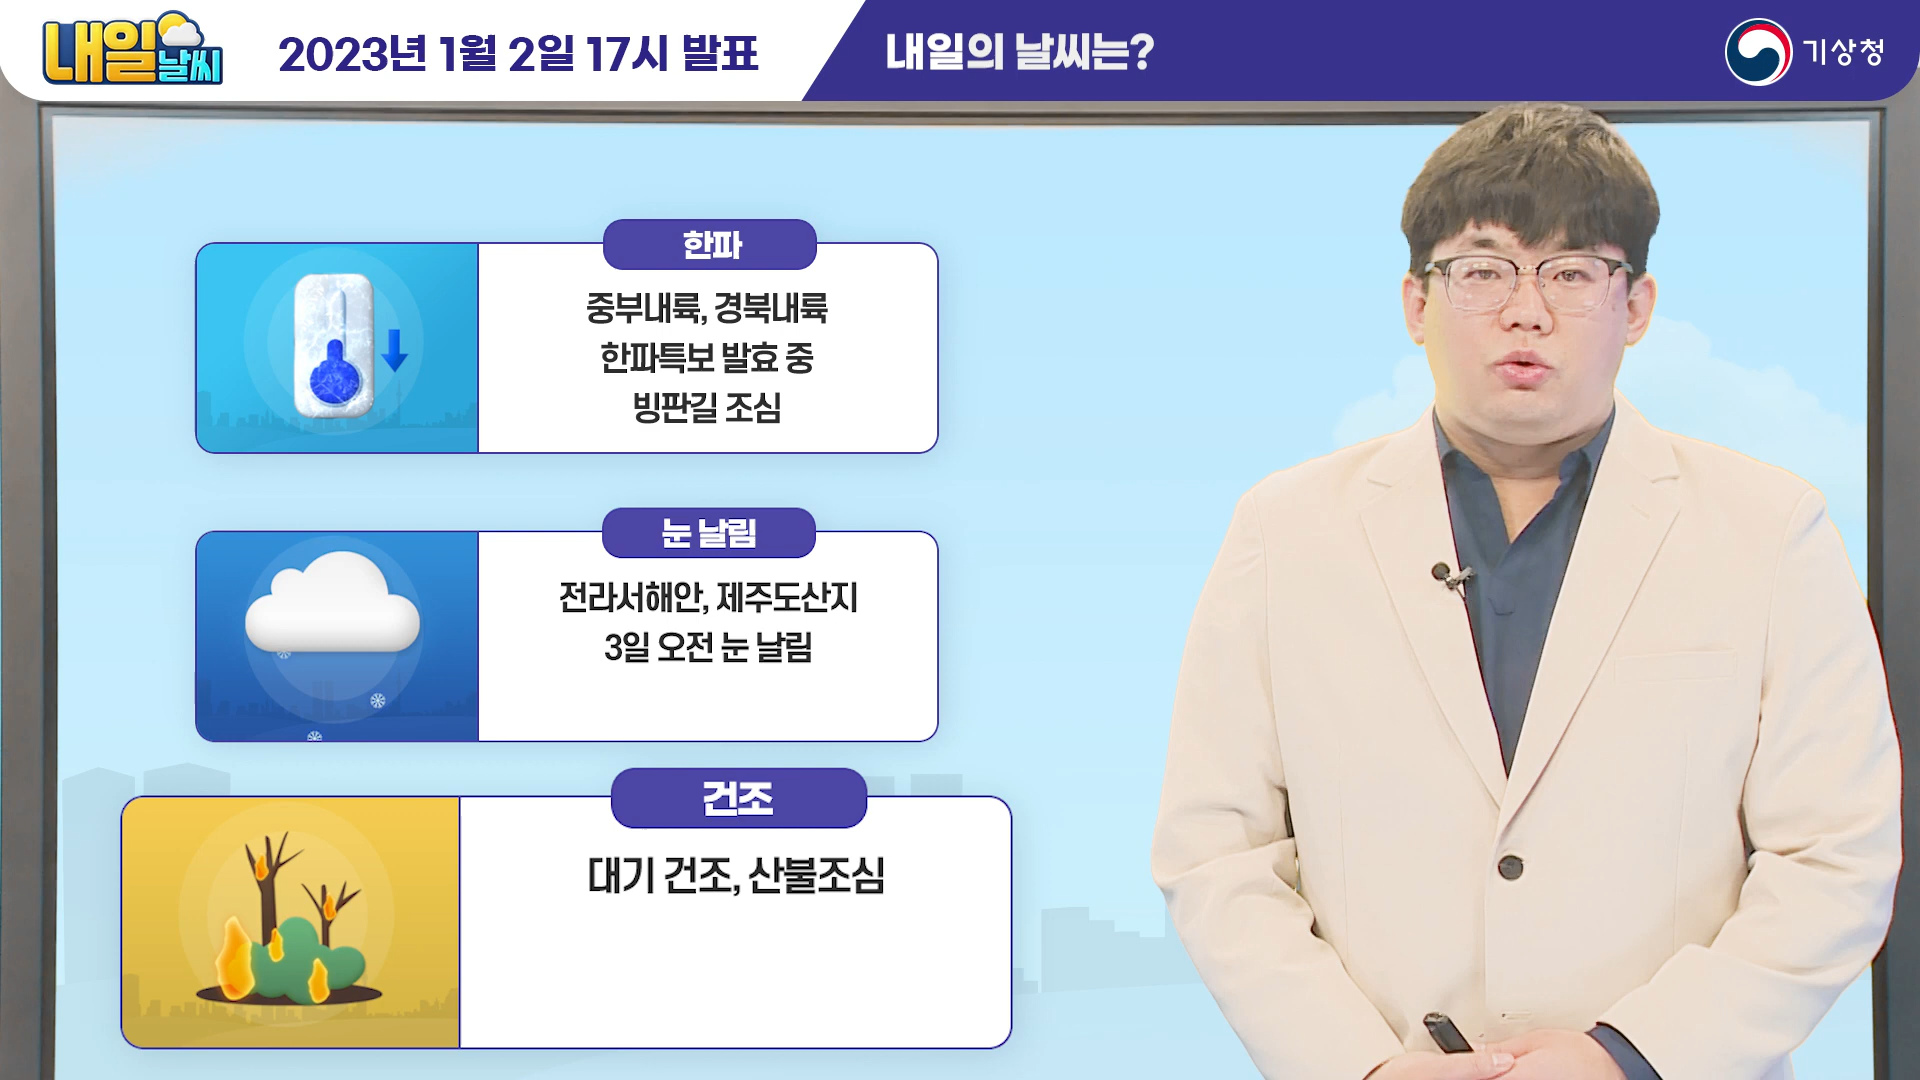 내일날씨
2023년 1월 2일 17시 발표
내일의 날씨는?
기상청
한파
중부내륙, 경북내륙
한파특보 발효 중
빙판길 조심
눈 날림
전라서해안, 제주도산지
3일 오전 눈 날림
건조
대기 건조, 산불조심